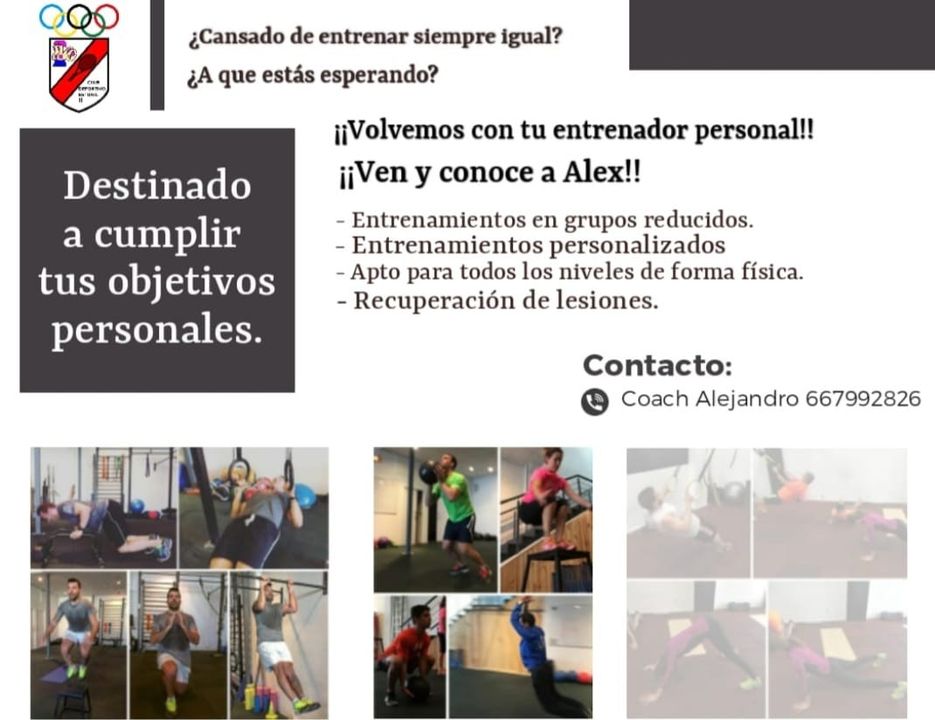 ¿Cansado de entrenar siempre igual?
¿A que estás esperando?
¡¡Volvemos con tu entrenador personal!!
¡¡Ven y conoce a Alex!!
Destinado
a cumplir
tus objetivos
personales.
- Entrenamientos en grupos reducidos.
- Entrenamientos personalizados
- Apto para todos los niveles de forma física.
- Recuperación de lesiones.
Contacto:
Coach Alejandro 667992826